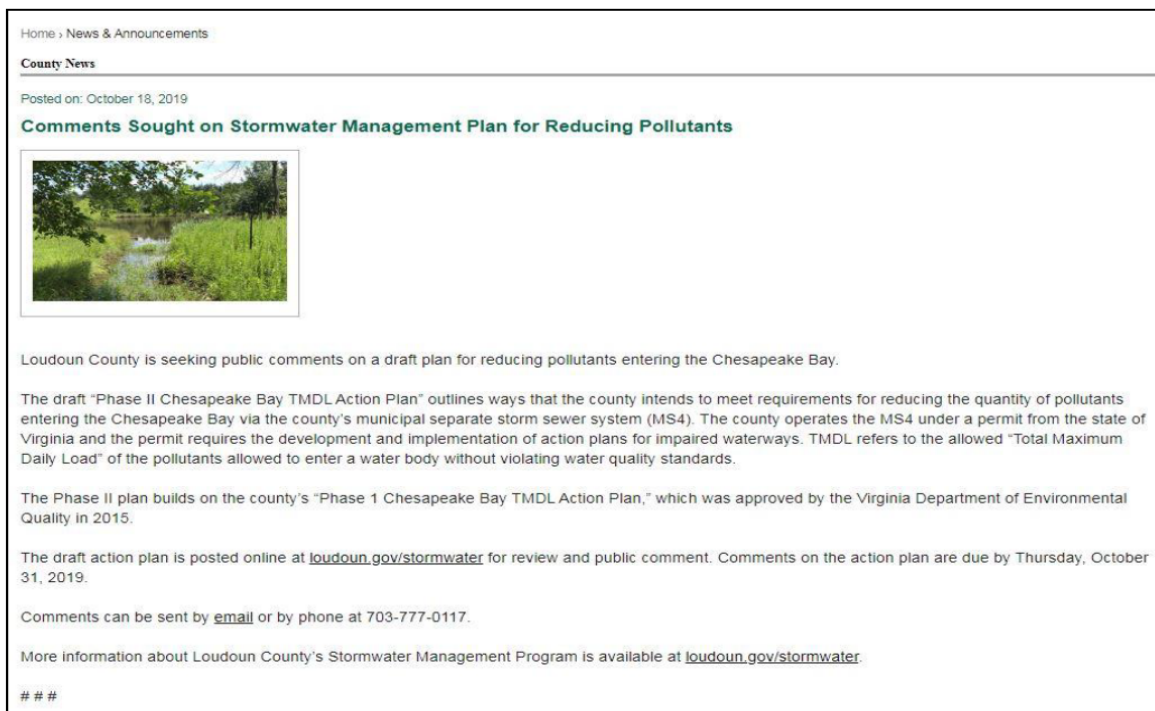 Home › News & Announcements
County News
Posted on: October 18, 2019
Comments Sought on Stormwater Management Plan for Reducing Pollutants
Loudoun County is seeking public comments on a draft plan for reducing pollutants entering the Chesapeake Bay.
The draft “Phase II Chesapeake Bay TMDL Action Plan” outlines ways that the county intends to meet requirements for reducing the quantity of pollutants
entering the Chesapeake Bay via the county’s municipal separate storm sewer system (MS4). The county operates the MS4 under a permit from the state of
Virginia and the permit requires the development and implementation of action plans for impaired waterways. TMDL refers to the allowed “Total Maximum
Daily Load” of the pollutants allowed to enter a water body without violating water quality standards.
The Phase II plan builds on the county’s “Phase 1 Chesapeake Bay TMDL Action Plan,” which was approved by the Virginia Department of Environmental
Quality in 2015.
The draft action plan is posted online at loudoun.gov/stormwater for review and public comment. Comments on the action plan are due by Thursday, October
31, 2019.
Comments can be sent by email or by phone at 703-777-0117.
More information about Loudoun County’s Stormwater Management Program is available at loudoun.gov/stormwater.
# # #